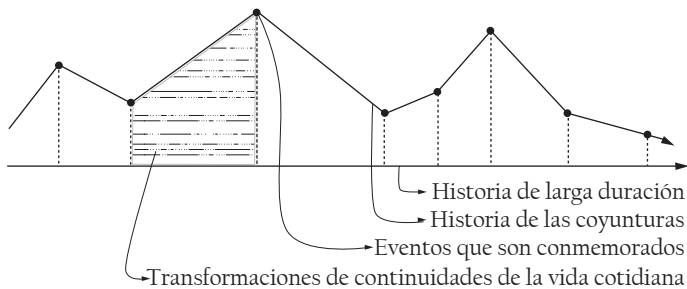 Historia de larga duración
Historia de las coyunturas
Eventos que son conmemorados
Transformaciones de continuidades de la vida cotidiana